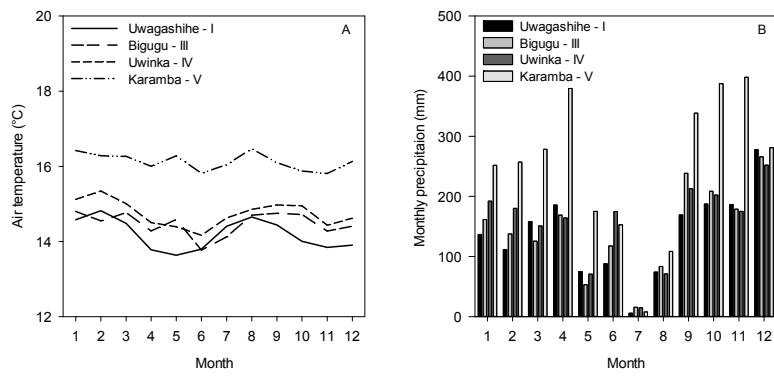 A
Uwagashihe - I
Bigugu - III
Uwinka - IV
Karamba - V
Air temperature (°C)
20
18
16
14
12
1 2 3 4 5 6 7 8 9 10 11 12
Month
B
Uwagashihe - I
Bigugu - III
Uwinka - IV
Karamba - V
Monthly precipitaion (mm)
500
400
300
200
100
0
1 2 3 4 5 6 7 8 9 10 11 12
Month